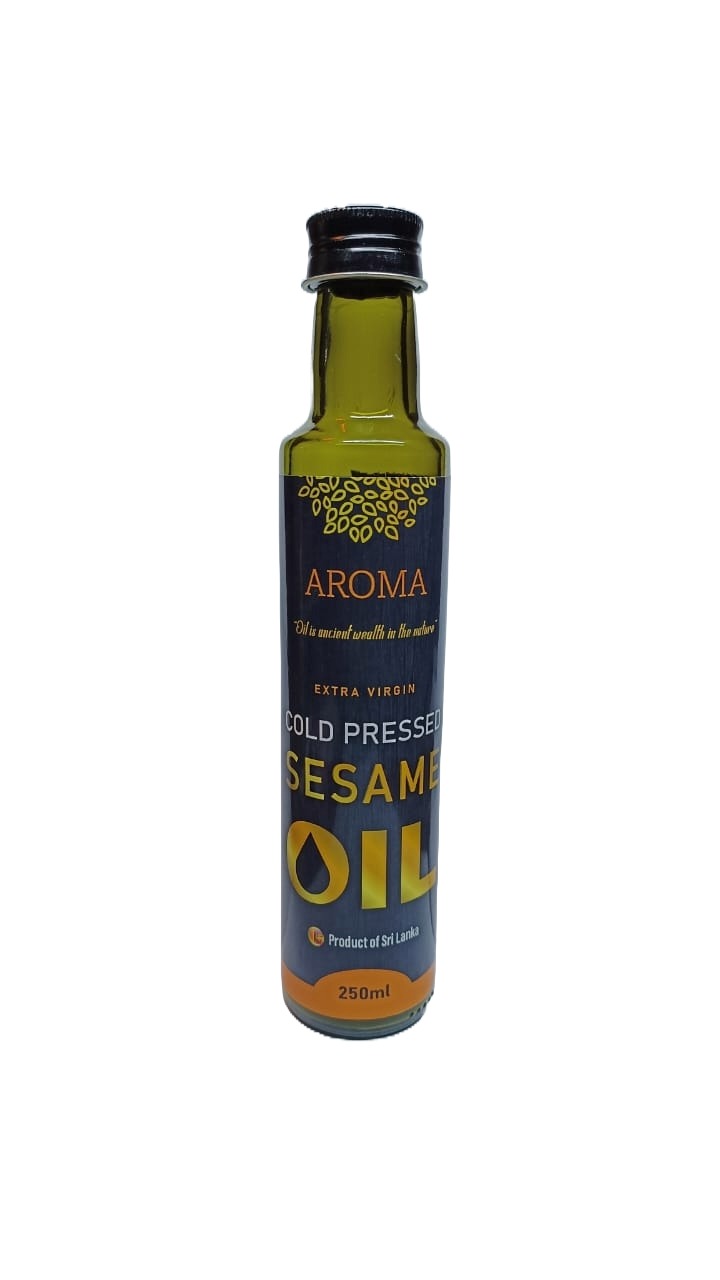 AROMA
"Oil is ancient wealth in the nature"
EXTRA VIRGIN
COLD PRESSED
SESAME
OIL
Product of Sri Lanka
250ml